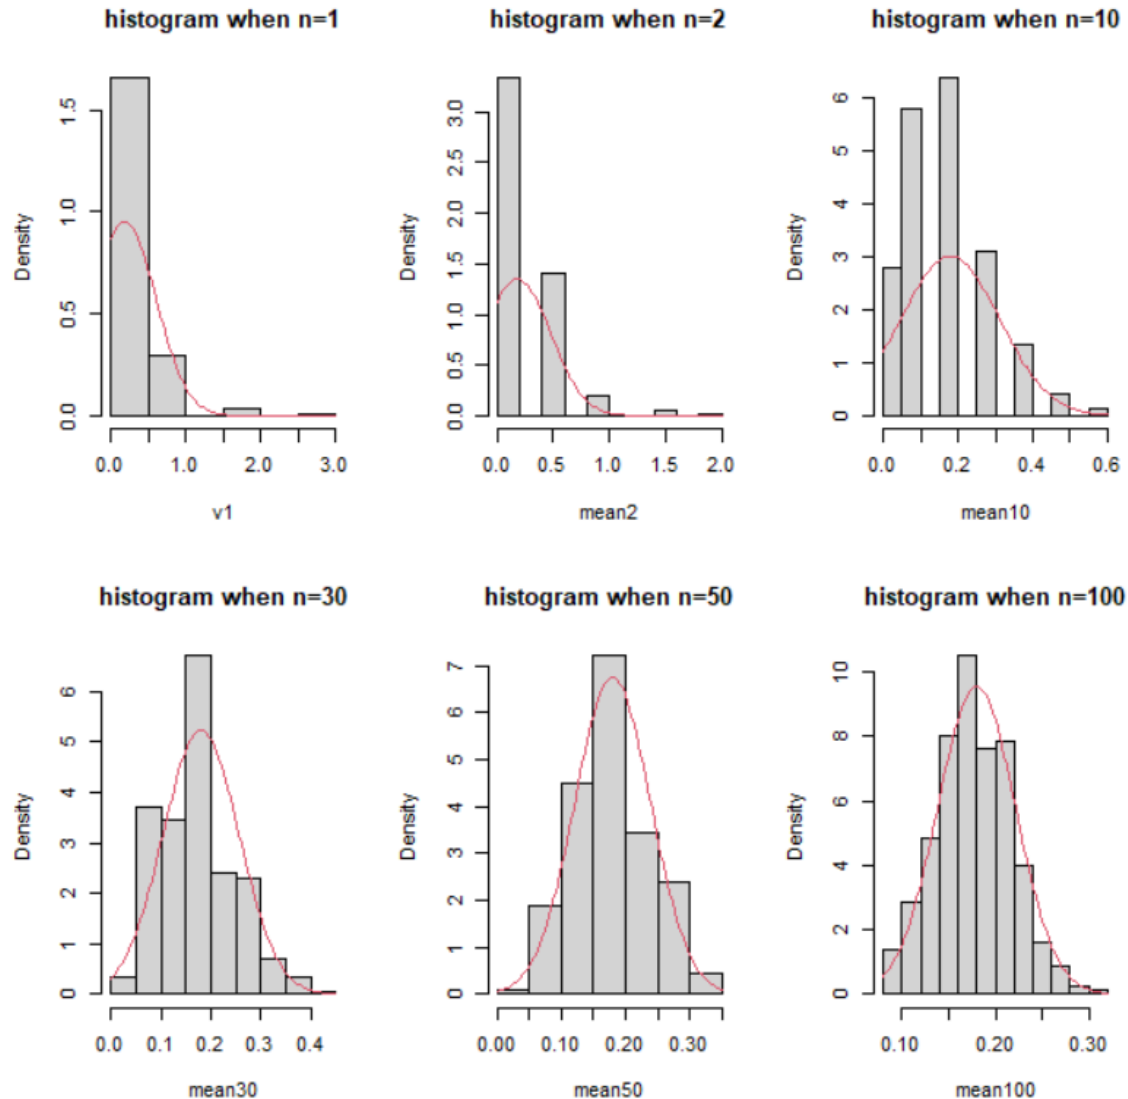 histogram when n=1
Density
0.0 0.5 1.0 1.5
0.0 1.0 2.0 3.0
v1
histogram when n=2
Density
0.0 0.5 1.0 1.5 2.0 2.5 3.0
0.0 0.5 1.0 1.5 2.0
mean2
histogram when n=10
Density
0 1 2 3 4 5 6
0.0 0.2 0.4 0.6
mean10
histogram when n=30
Density
0 1 2 3 4 5 6
0.0 0.1 0.2 0.3 0.4
mean30
histogram when n=50
Density
0 1 2 3 4 5 6 7
0.00 0.10 0.20 0.30
mean50
histogram when n=100
Density
0 2 4 6 8 10
0.10 0.20 0.30
mean100